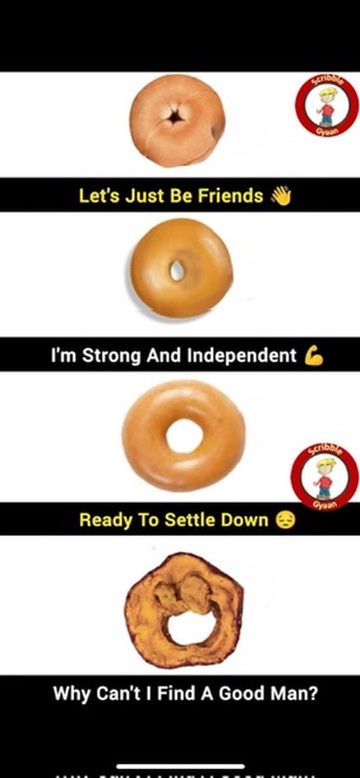 Scribble
Gyaan
Let's Just Be Friends 👋
I'm Strong And Independent 💪
Scribble
Gyaan
Ready To Settle Down 😔
Why Can't I Find A Good Man?